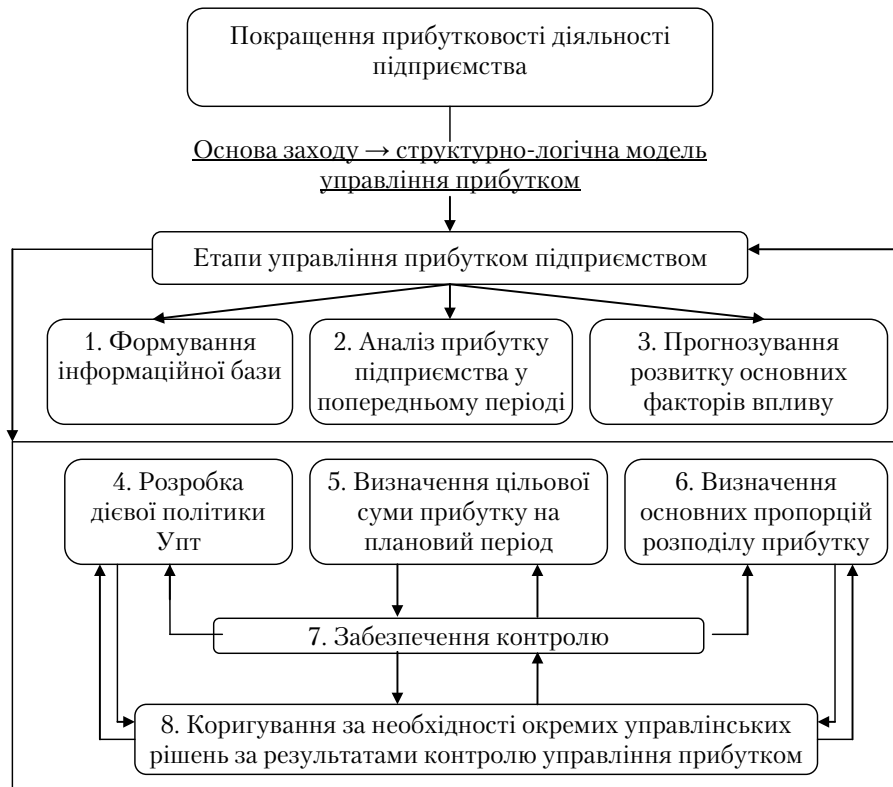 Покращення прибутковості діяльності
підприємства
Основа заходу → структурно-логічна модель
управління прибутком
Етапи управління прибутком підприємством
1. Формування
інформаційної бази
2. Аналіз прибутку
підприємства у
попередньому періоді
3. Прогнозування
розвитку основних
факторів впливу
4. Розробка
дієвої політики
Упт
5. Визначення цільової
суми прибутку на
плановий період
6. Визначення
основних пропорцій
розподілу прибутку
7. Забезпечення контролю
8. Коригування за необхідності окремих управлінських
рішень за результатами контролю управління прибутком